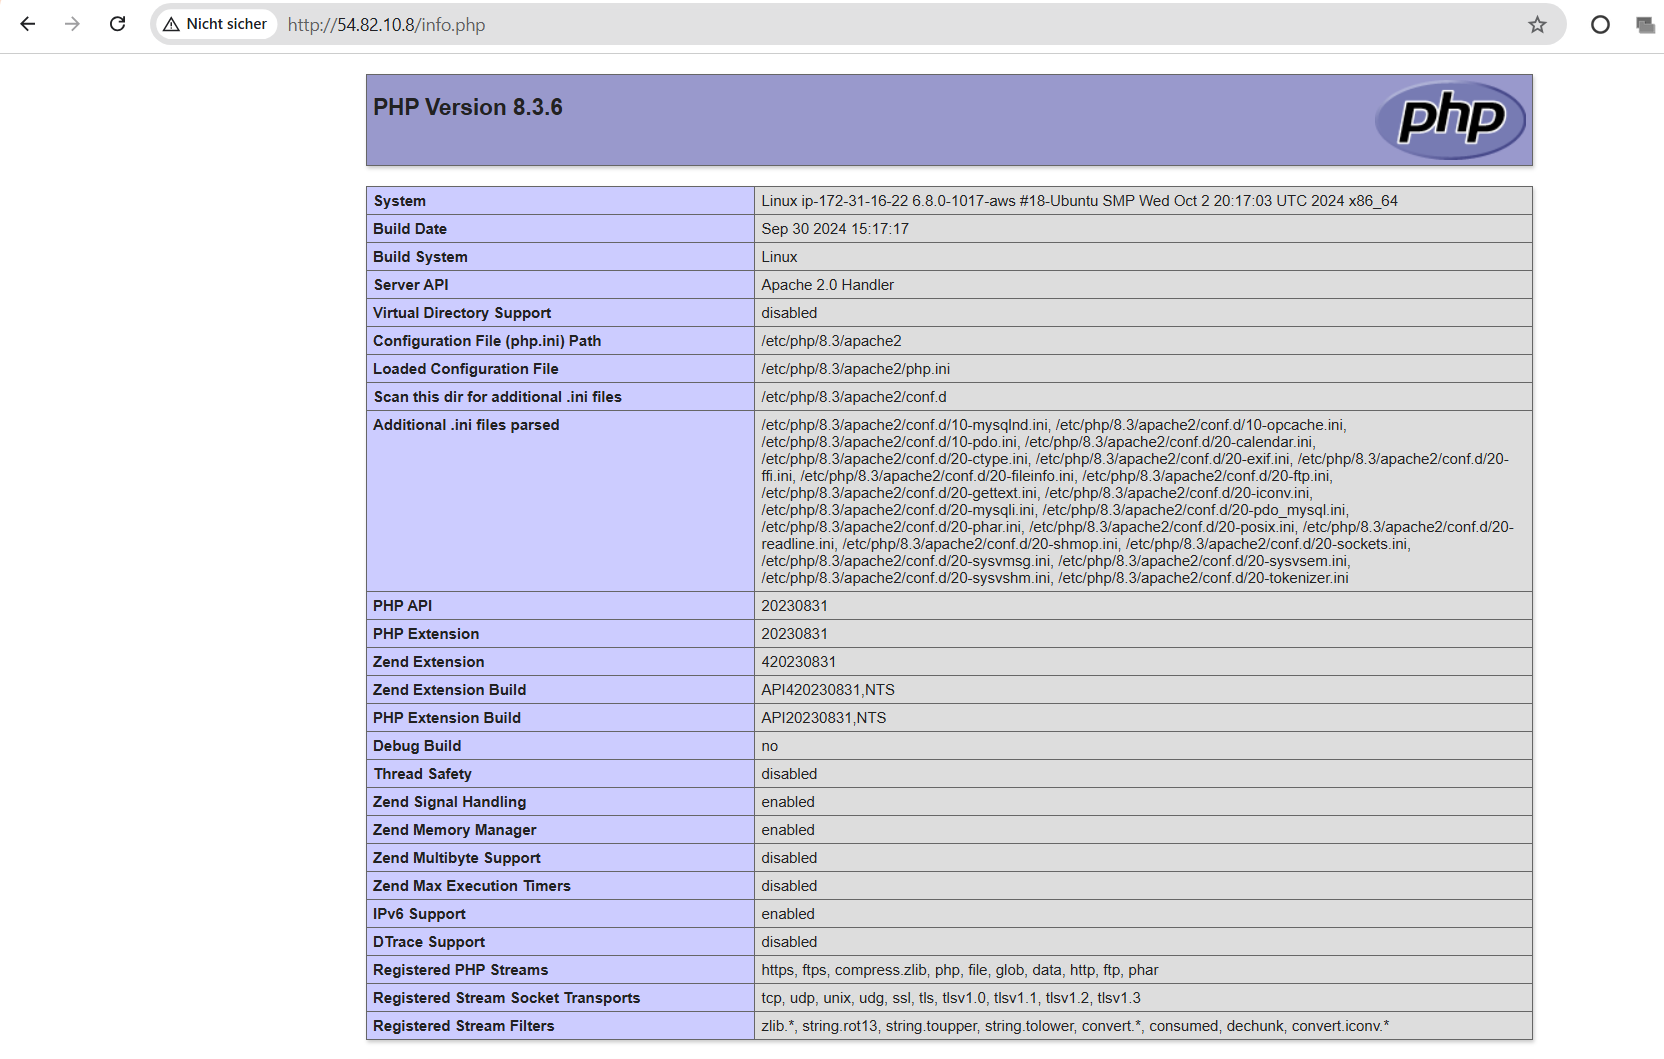 Nicht sicher http://54.82.10.8/info.php
PHP Version 8.3.6
php
System Linux ip-172-31-16-22 6.8.0-1017-aws #18-Ubuntu SMP Wed Oct 2 20:17:03 UTC 2024 x86_64
Build Date Sep 30 2024 15:17:17
Build System Linux
Server API Apache 2.0 Handler
Virtual Directory Support disabled
Configuration File (php.ini) Path /etc/php/8.3/apache2
Loaded Configuration File /etc/php/8.3/apache2/php.ini
Scan this dir for additional .ini files /etc/php/8.3/apache2/conf.d
Additional .ini files parsed /etc/php/8.3/apache2/conf.d/10-mysqlnd.ini, /etc/php/8.3/apache2/conf.d/10-opcache.ini,
/etc/php/8.3/apache2/conf.d/10-pdo.ini, /etc/php/8.3/apache2/conf.d/20-calendar.ini,
/etc/php/8.3/apache2/conf.d/20-ctype.ini, /etc/php/8.3/apache2/conf.d/20-exif.ini, /etc/php/8.3/apache2/conf.d/20-
ffi.ini, /etc/php/8.3/apache2/conf.d/20-fileinfo.ini, /etc/php/8.3/apache2/conf.d/20-ftp.ini,
/etc/php/8.3/apache2/conf.d/20-gettext.ini, /etc/php/8.3/apache2/conf.d/20-iconv.ini,
/etc/php/8.3/apache2/conf.d/20-mysqli.ini, /etc/php/8.3/apache2/conf.d/20-pdo_mysql.ini,
/etc/php/8.3/apache2/conf.d/20-phar.ini, /etc/php/8.3/apache2/conf.d/20-posix.ini, /etc/php/8.3/apache2/conf.d/20-
readline.ini, /etc/php/8.3/apache2/conf.d/20-shmop.ini, /etc/php/8.3/apache2/conf.d/20-sockets.ini,
/etc/php/8.3/apache2/conf.d/20-sysvmsg.ini, /etc/php/8.3/apache2/conf.d/20-sysvsem.ini,
/etc/php/8.3/apache2/conf.d/20-sysvshm.ini, /etc/php/8.3/apache2/conf.d/20-tokenizer.ini
PHP API 20230831
PHP Extension 20230831
Zend Extension 420230831
Zend Extension Build API420230831,NTS
PHP Extension Build API20230831,NTS
Debug Build no
Thread Safety disabled
Zend Signal Handling enabled
Zend Memory Manager enabled
Zend Multibyte Support disabled
Zend Max Execution Timers disabled
IPv6 Support enabled
DTrace Support disabled
Registered PHP Streams https, ftps, compress.zlib, php, file, glob, data, http, ftp, phar
Registered Stream Socket Transports tcp, udp, unix, udg, ssl, tls, tlsv1.0, tlsv1.1, tlsv1.2, tlsv1.3
Registered Stream Filters zlib.*, string.rot13, string.toupper, string.tolower, convert.*, consumed, dechunk, convert.iconv.*